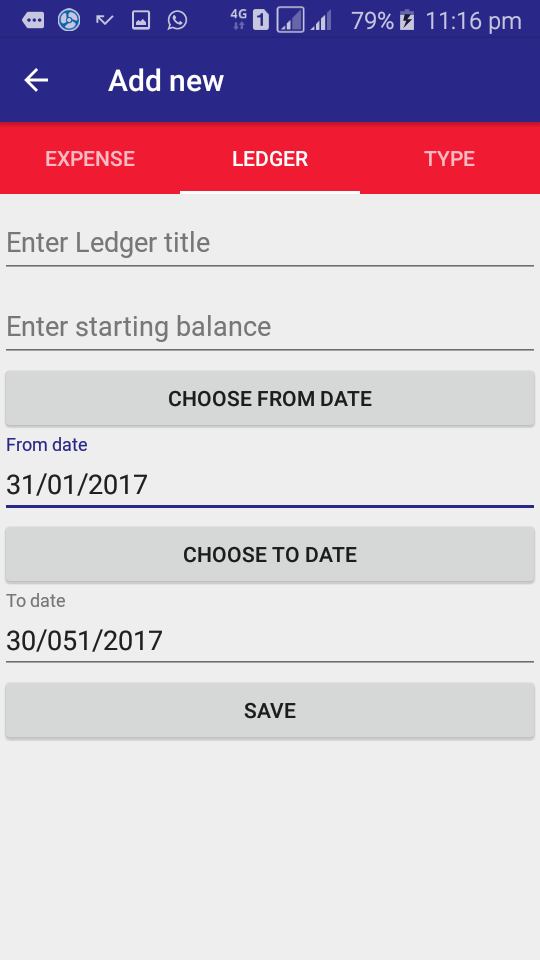 4G 1 79% 11:16 pm
Add new
EXPENSE LEDGER TYPE
Enter Ledger title
Enter starting balance
CHOOSE FROM DATE
From date
31/01/2017
CHOOSE TO DATE
To date
30/051/2017
SAVE